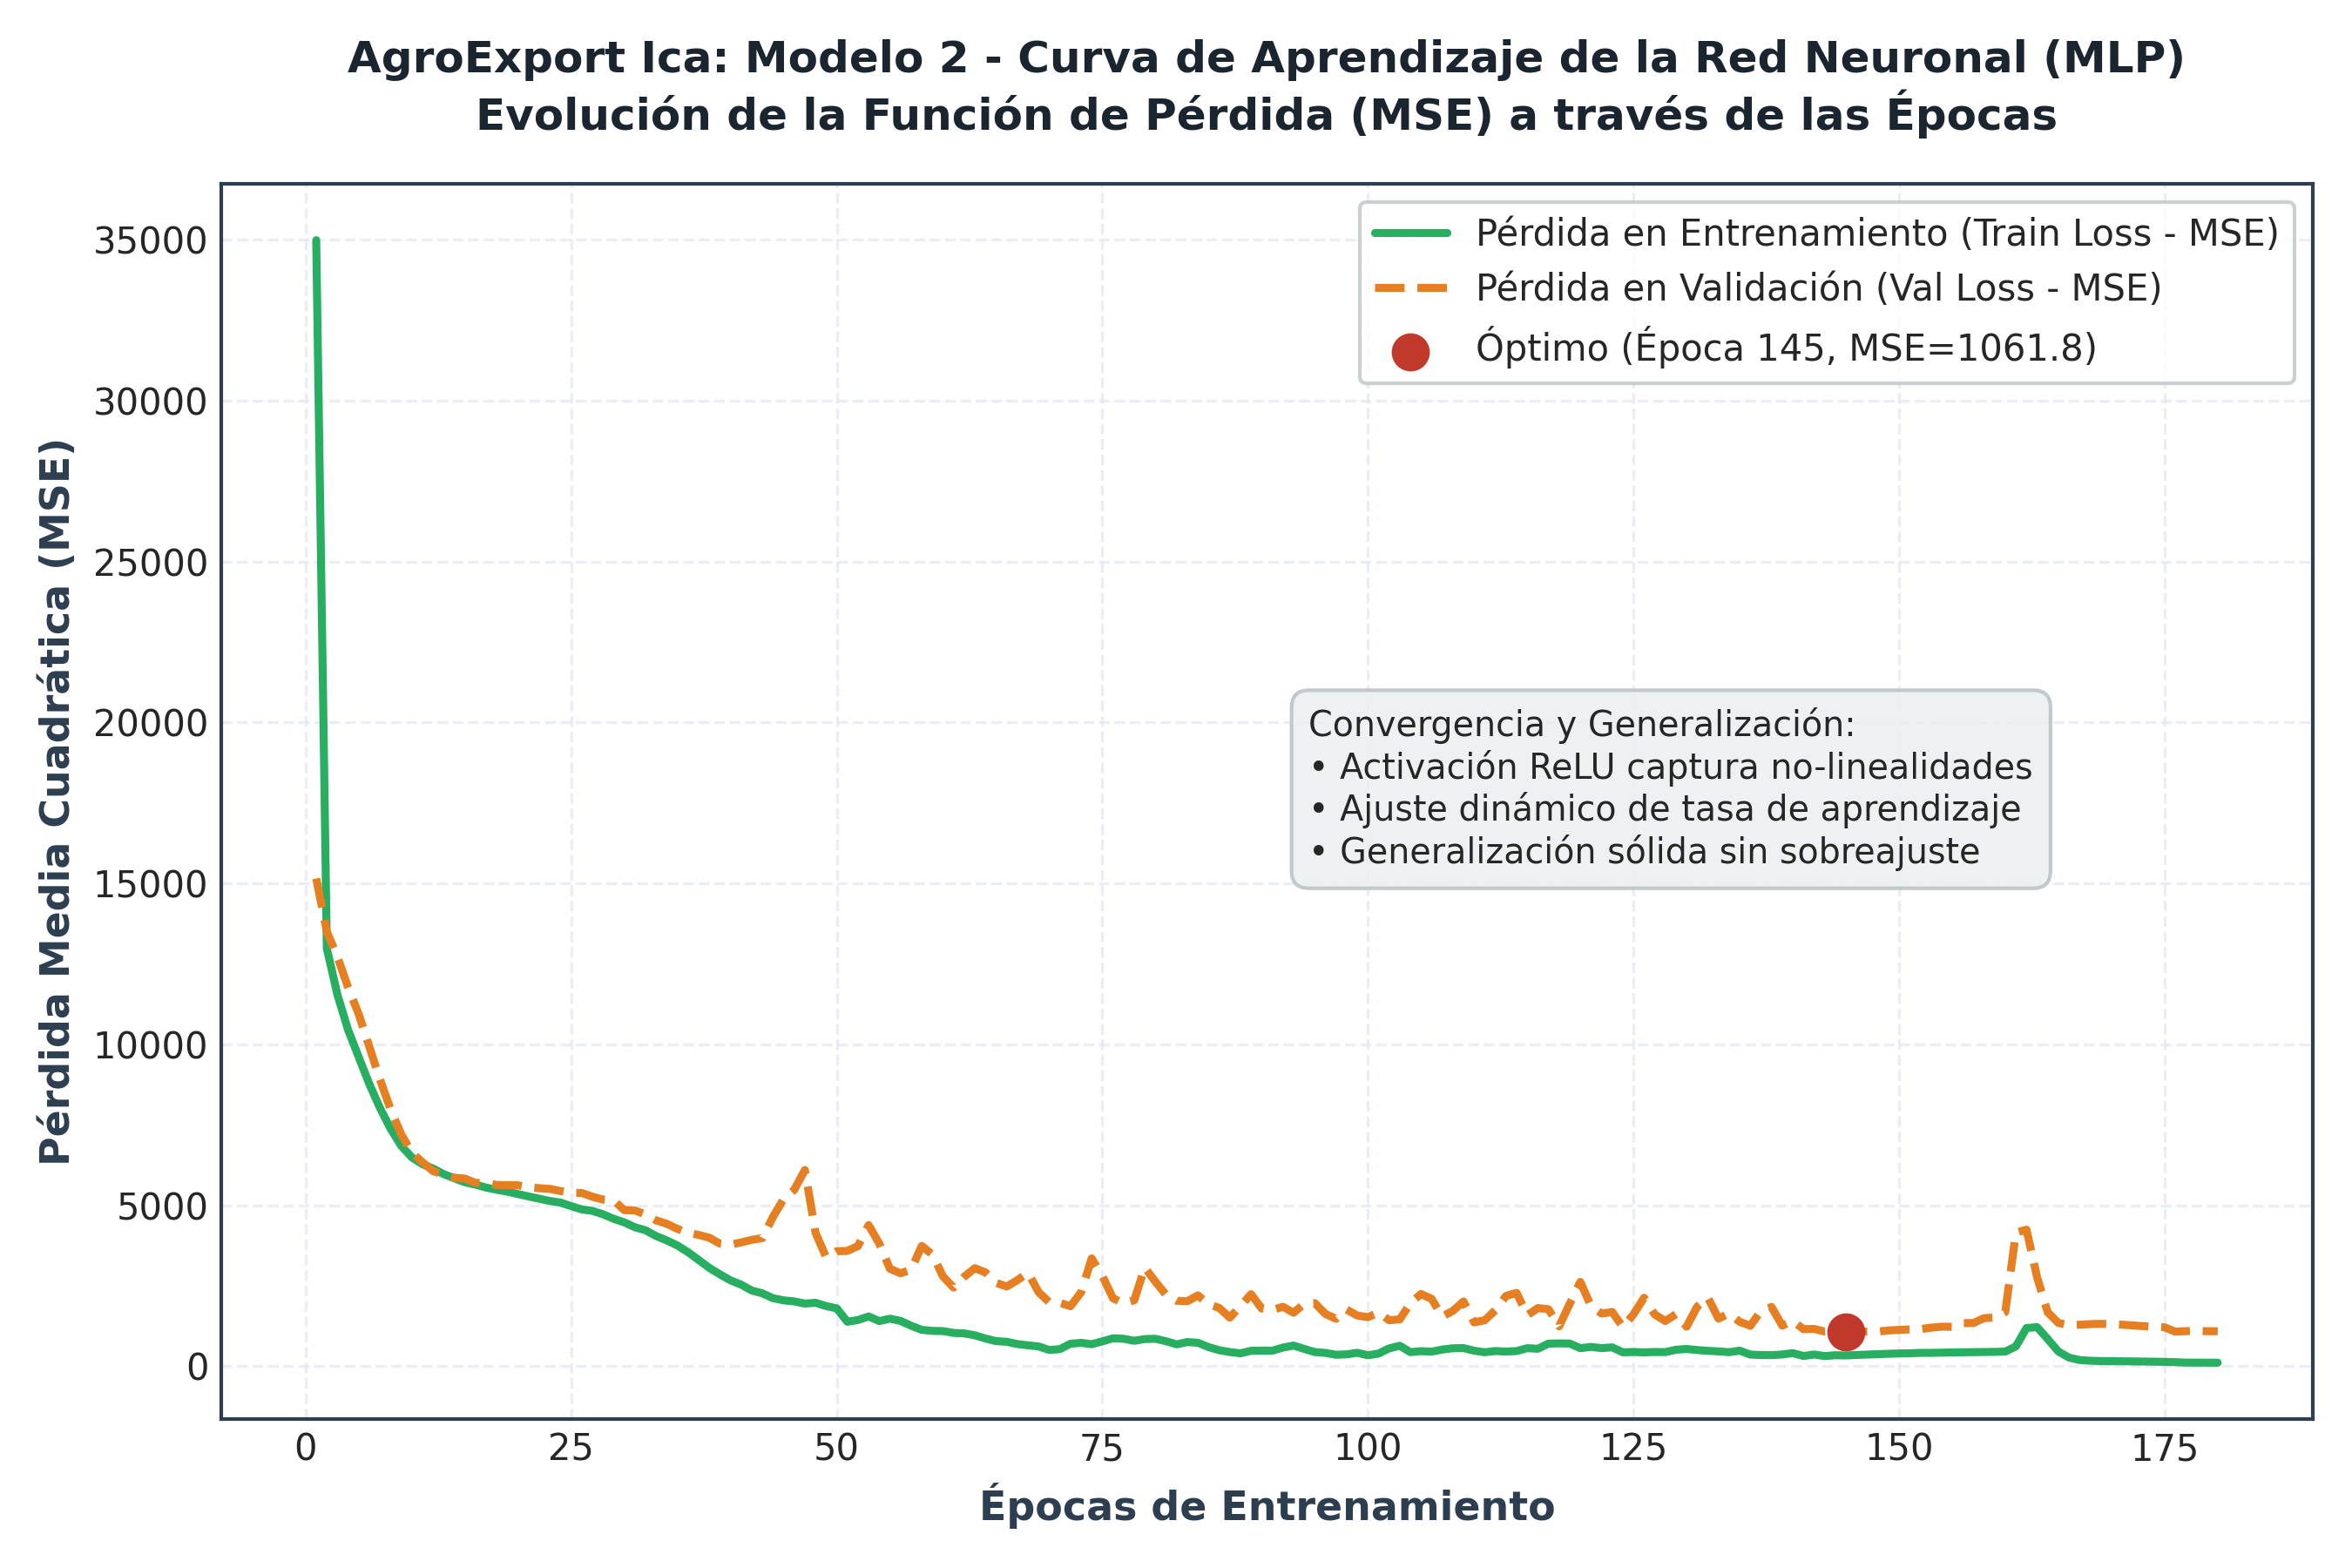 AgroExport Ica: Modelo 2 - Curva de Aprendizaje de la Red Neuronal (MLP)
Evolución de la Función de Pérdida (MSE) a través de las Épocas
Pérdida en Entrenamiento (Train Loss - MSE)
Pérdida en Validación (Val Loss - MSE)
Óptimo (Época 145, MSE=1061.8)
Convergencia y Generalización:
• Activación ReLU captura no-linealidades
• Ajuste dinámico de tasa de aprendizaje
• Generalización sólida sin sobreajuste
Pérdida Media Cuadrática (MSE)
35000
30000
25000
20000
15000
10000
5000
0
0 25 50 75 100 125 150 175
Épocas de Entrenamiento